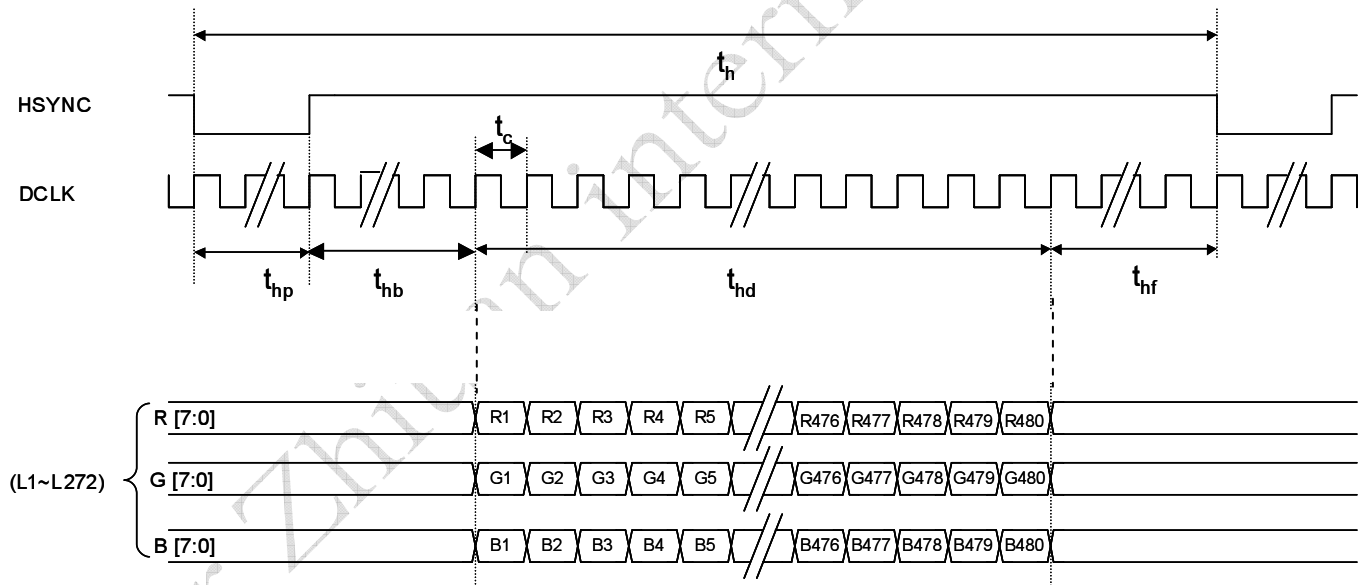 t_h
HSYNC
t_c
DCLK
t_hp t_hb t_hd t_hf
R [7:0] R1 R2 R3 R4 R5 R476 R477 R478 R479 R480
(L1~L272) G [7:0] G1 G2 G3 G4 G5 G476 G477 G478 G479 G480
B [7:0] B1 B2 B3 B4 B5 B476 B477 B478 B479 B480